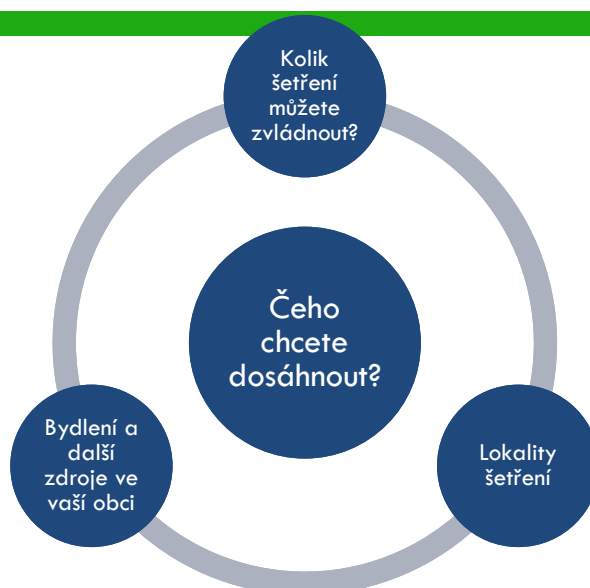 Kolik
šetření
můžete
zvládnout?
Čeho
chcete
dosáhnout?
Bydlení a
další
zdroje ve
vaší obci
Lokality
šetření